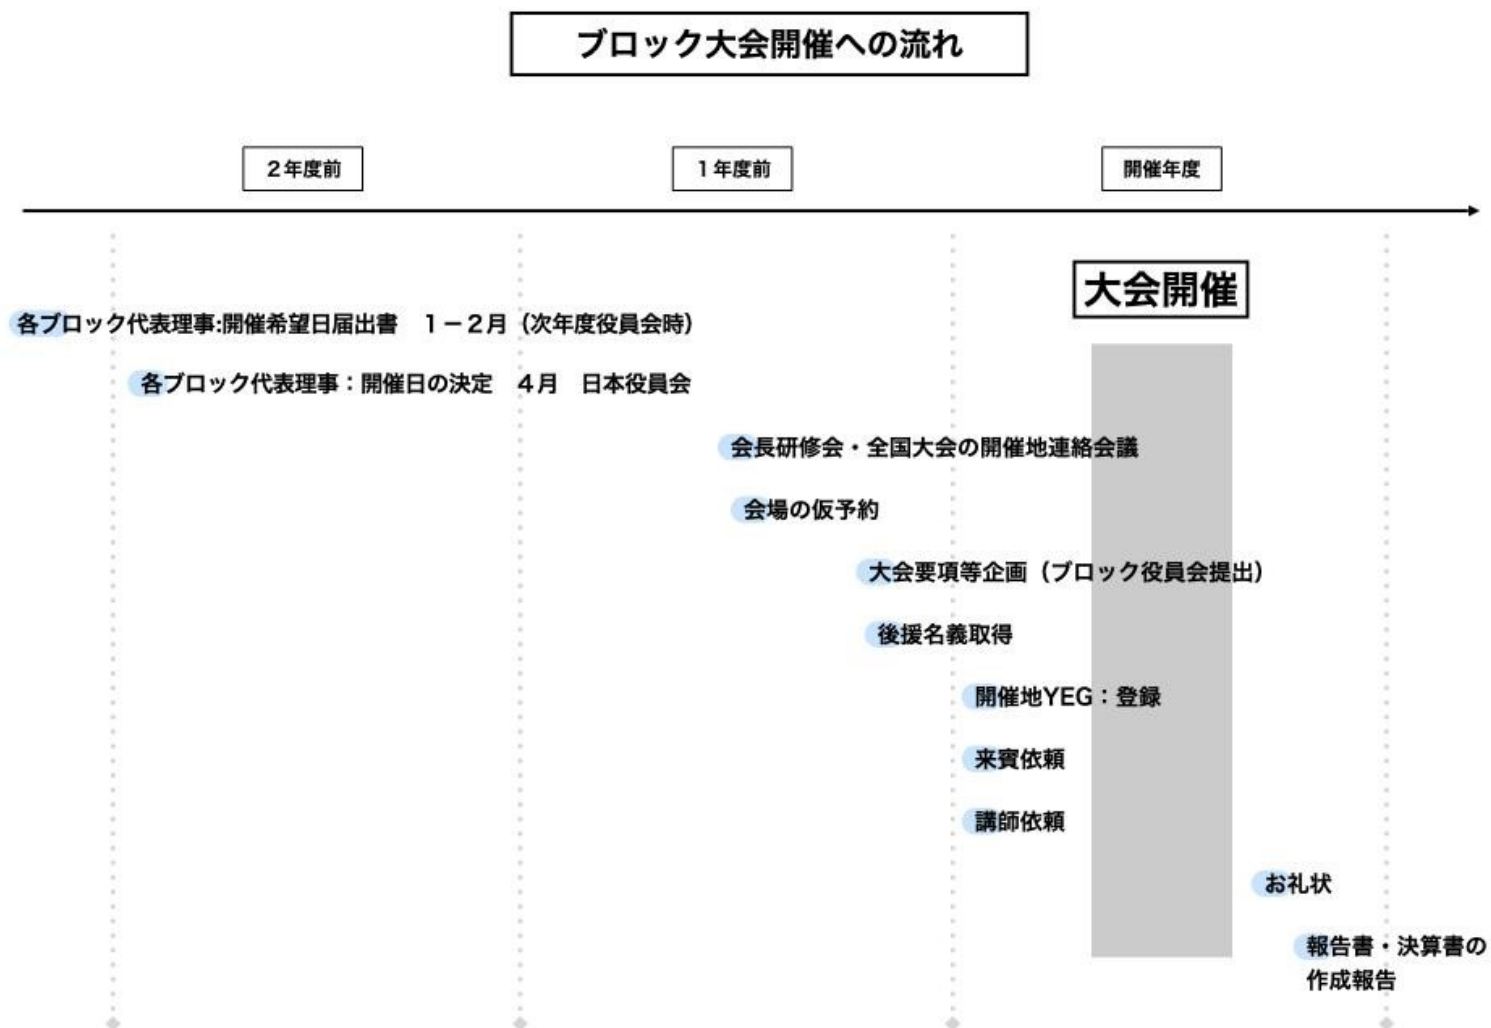 ブロック大会開催への流れ
２年度前
１年度前
開催年度
大会開催
各ブロック代表理事:開催希望日届出書　１－２月（次年度役員会時）
各ブロック代表理事：開催日の決定　４月　日本役員会
会長研修会・全国大会の開催地連絡会議
会場の仮予約
大会要項等企画（ブロック役員会提出）
後援名義取得
開催地YEG：登録
来賓依頼
講師依頼
お礼状
報告書・決算書の
作成報告